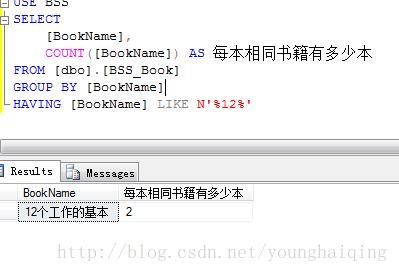 USE BSS
SELECT
[BookName],
COUNT([BookName]) AS 每本相同书籍有多少本
FROM [dbo].[BSS_Book]
GROUP BY [BookName]
HAVING [BookName] LIKE N'%12%'
Results Messages
BookName 每本相同书籍有多少本
12个工作的基本 2
http://blog.csdn.net/younghaiqing